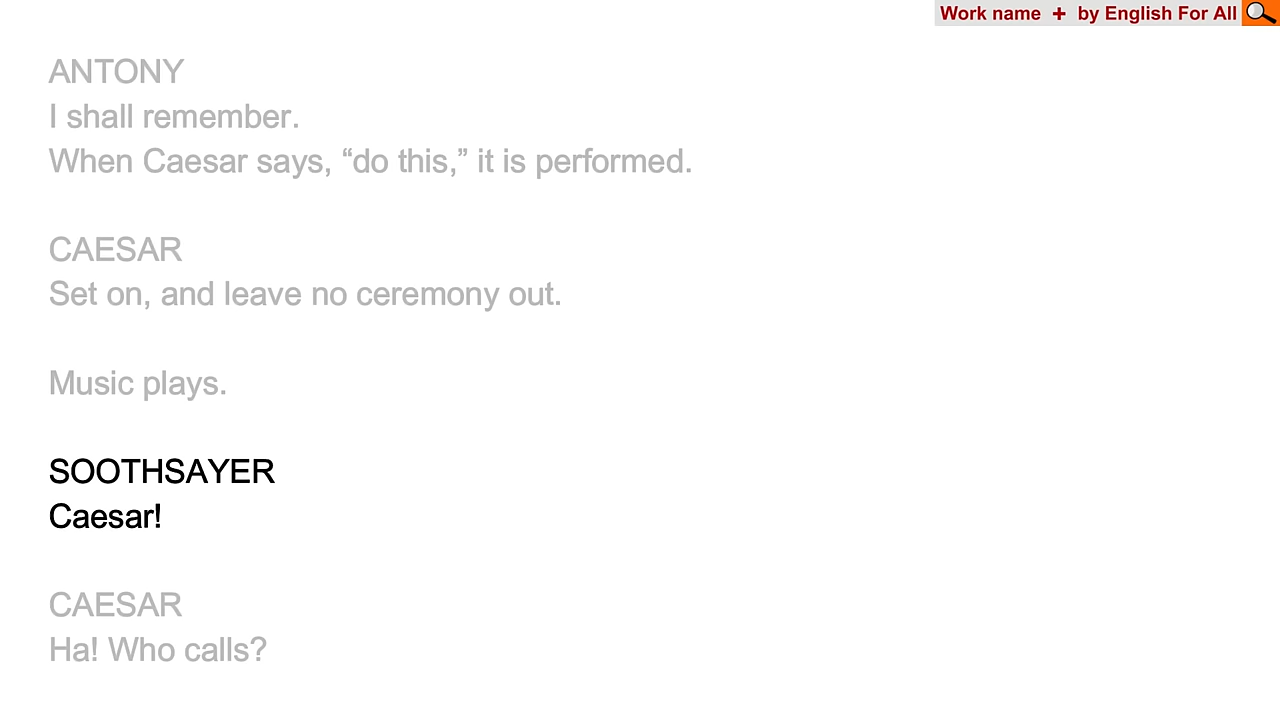 Work name + by English For All
ANTONY
I shall remember.
When Caesar says, “do this,” it is performed.
CAESAR
Set on, and leave no ceremony out.
Music plays.
SOOTHSAYER
Caesar!
CAESAR
Ha! Who calls?